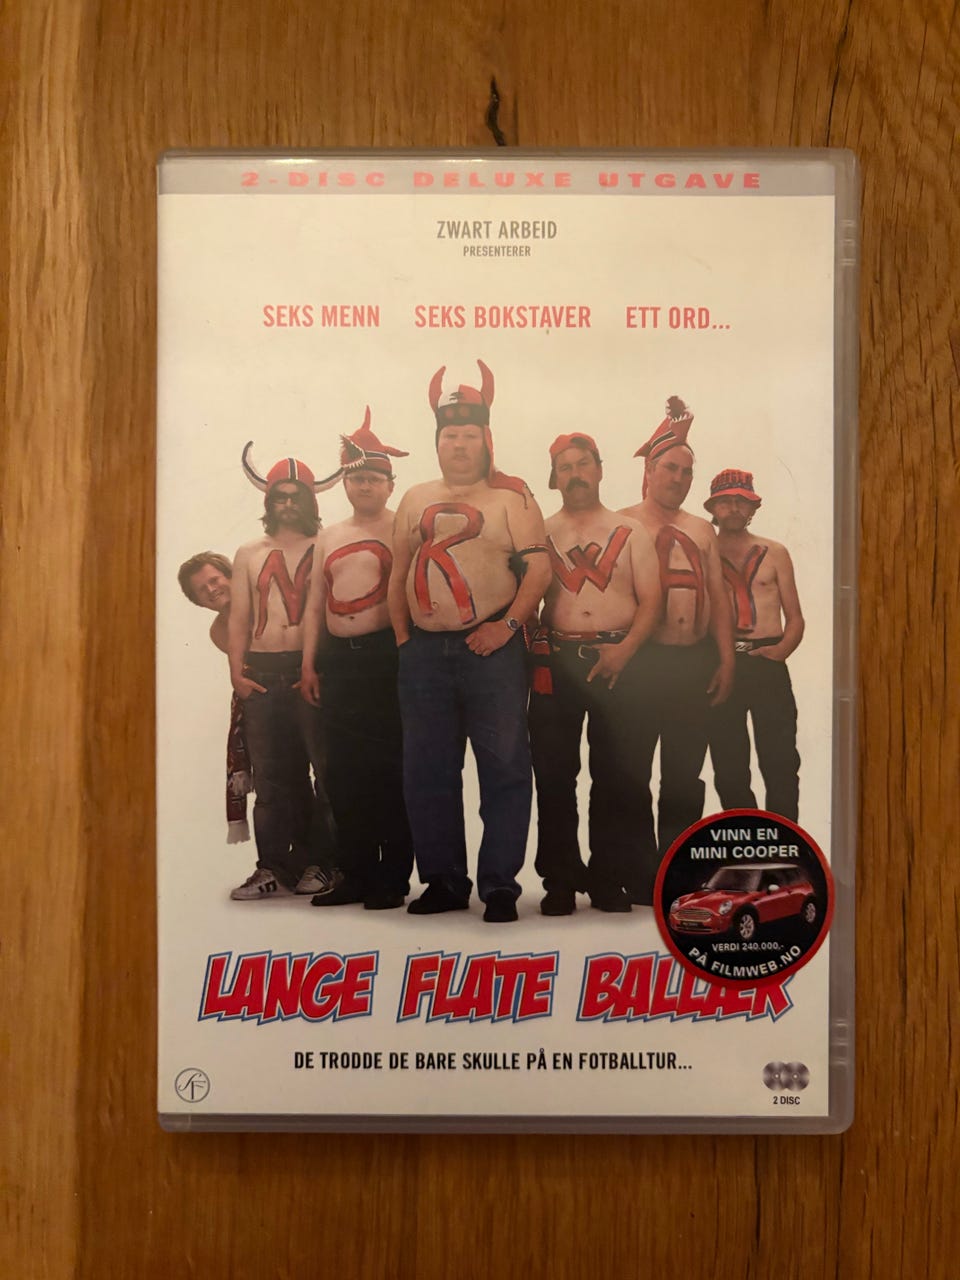 2-DISC DELUXE UTGAVE
ZWART ARBEID
PRESENTERER
SEKS MENN SEKS BOKSTAVER ETT ORD...
NORWAY
VINN EN
MINI COOPER
VERDI 240.000,-
PÅ FILMWEB.NO
LANGE FLATE BALLÆR
DE TRODDE DE BARE SKULLE PÅ EN FOTBALLTUR...
SF
2 DISC